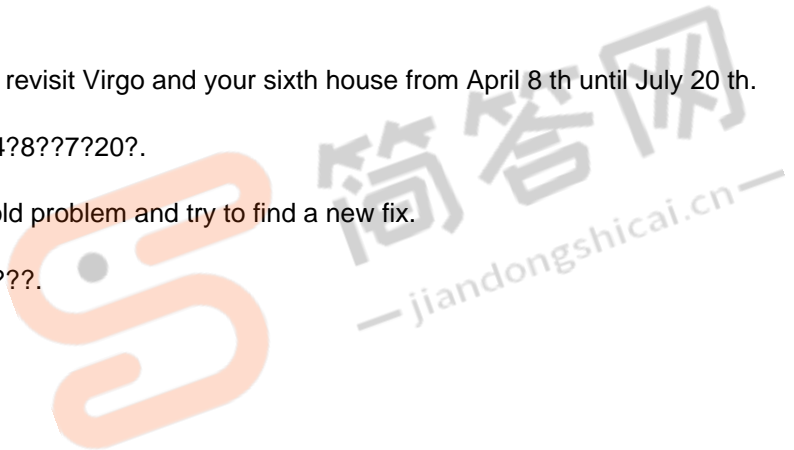 revisit Virgo and your sixth house from April 8 th until July 20 th.
4?8??7?20?.
old problem and try to find a new fix.
???.
简答网
jiandongshicai.cn